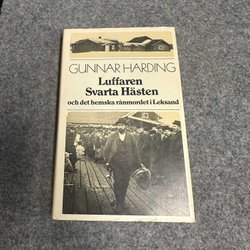 GUNNAR HARDING
Luffaren
Svarta Hästen
och det hemska rånmordet i Leksand